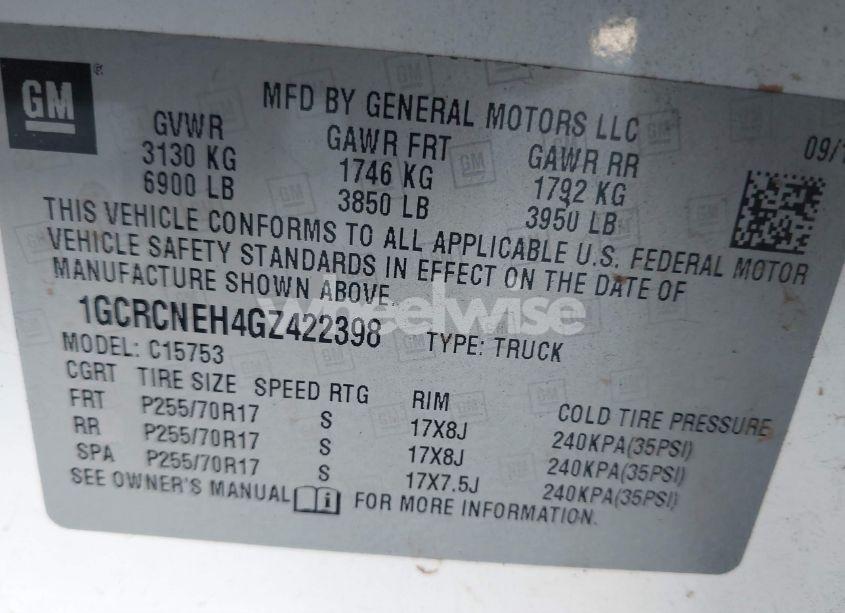 GM
MFD BY GENERAL MOTORS LLC
09/1
GVWR GAWR FRT GAWR RR
3130 KG 1746 KG 1792 KG
6900 LB 3850 LB 3950 LB
THIS VEHICLE CONFORMS TO ALL APPLICABLE U.S. FEDERAL MOTOR
VEHICLE SAFETY STANDARDS IN EFFECT ON THE DATE OF
MANUFACTURE SHOWN ABOVE.
1GCRCNEH4GZ422398 TYPE: TRUCK
wheelwise
MODEL: C15753
CGRT TIRE SIZE SPEED RTG RIM COLD TIRE PRESSURE
FRT P255/70R17 S 17X8J 240KPA(35PSI)
RR P255/70R17 S 17X8J 240KPA(35PSI)
SPA P255/70R17 S 17X7.5J 240KPA(35PSI)
SEE OWNER'S MANUAL i FOR MORE INFORMATION.